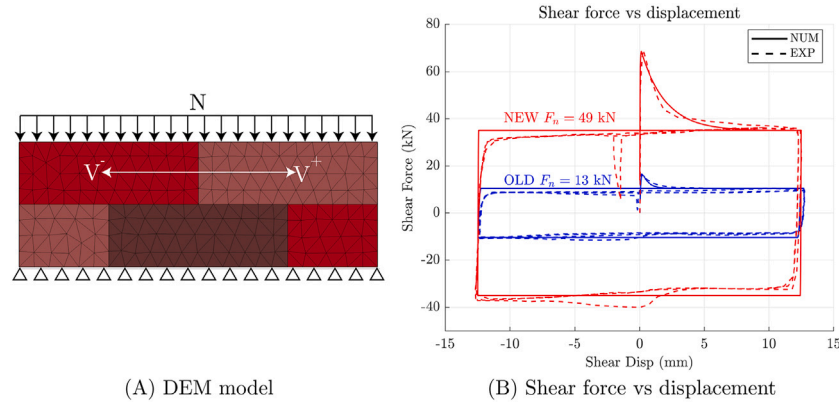 N
V- V+
(A) DEM model
Shear force vs displacement
NUM
EXP
NEW Fn = 49 kN
OLD Fn = 13 kN
Shear Force (kN)
80
60
40
20
0
-20
-40
-15 -10 -5 0 5 10 15
Shear Disp (mm)
(B) Shear force vs displacement